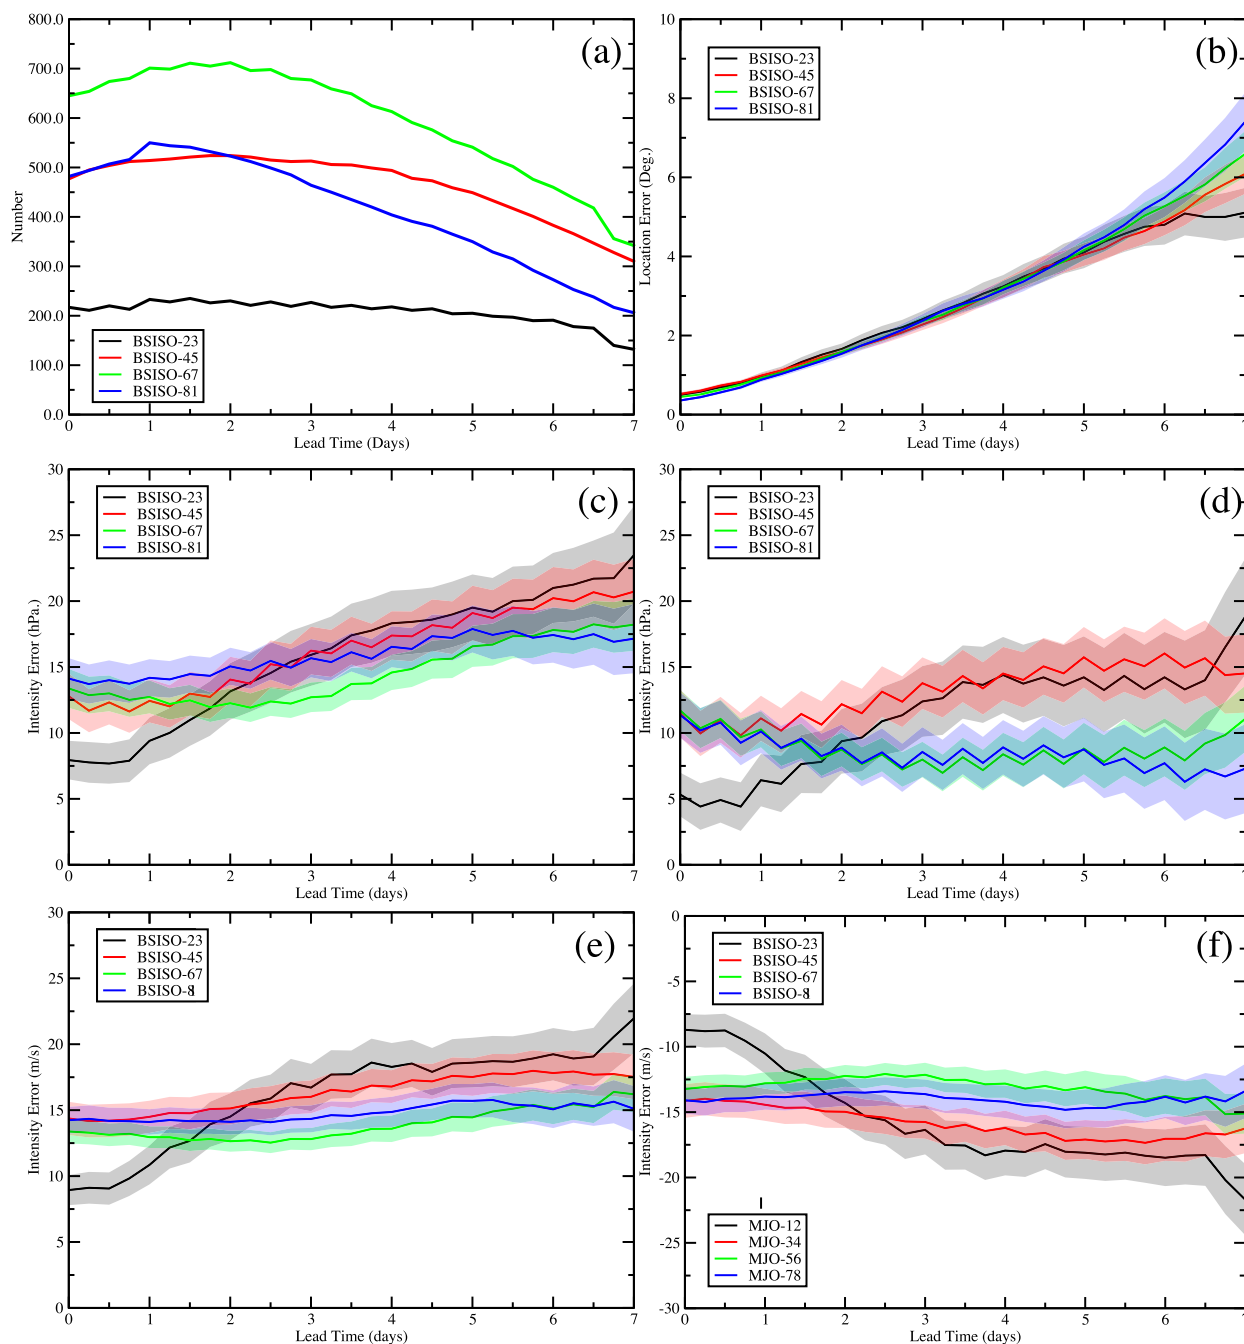 (a)
800.0
700.0
600.0
500.0
400.0
300.0
200.0
100.0
0.0
Number
BSISO-23
BSISO-45
BSISO-67
BSISO-81
0 1 2 3 4 5 6 7
Lead Time (Days)
(b)
10
8
6
4
2
0
Location Error (Deg.)
BSISO-23
BSISO-45
BSISO-67
BSISO-81
0 1 2 3 4 5 6 7
Lead Time (days)
(c)
30
25
20
15
10
5
0
Intensity Error (hPa.)
BSISO-23
BSISO-45
BSISO-67
BSISO-81
0 1 2 3 4 5 6 7
Lead Time (days)
(d)
30
25
20
15
10
5
0
Intensity Error (hPa.)
BSISO-23
BSISO-45
BSISO-67
BSISO-81
0 1 2 3 4 5 6 7
Lead Time (days)
(e)
30
25
20
15
10
5
0
Intensity Error (m/s)
BSISO-23
BSISO-45
BSISO-67
BSISO-81
0 1 2 3 4 5 6 7
Lead Time (days)
(f)
0
-5
-10
-15
-20
-25
-30
Intensity Error (m/s)
BSISO-23
BSISO-45
BSISO-67
BSISO-81
MJO-12
MJO-34
MJO-56
MJO-78
0 1 2 3 4 5 6 7
Lead Time (days)